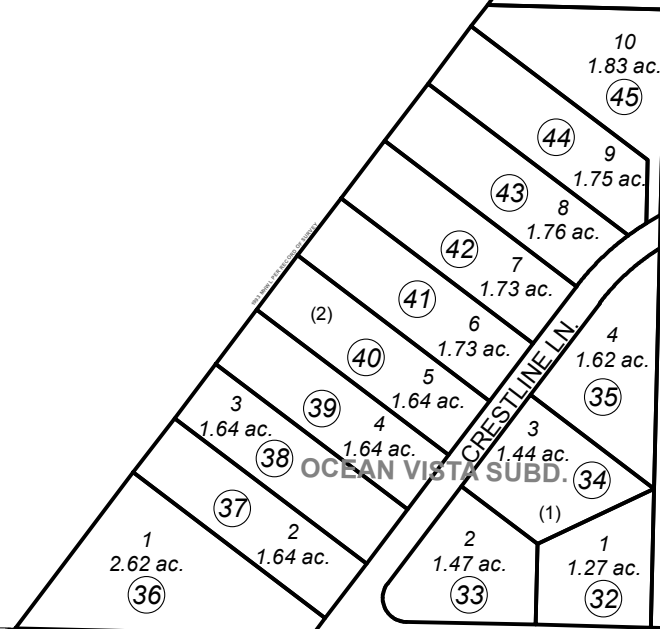 10
1.83 ac.
45
44
9
1.75 ac.
43
8
1.76 ac.
42
7
1.73 ac.
41
6
1.73 ac.
(2)
40
5
1.64 ac.
39
4
1.64 ac.
3
1.64 ac.
38
37
2
1.64 ac.
1
2.62 ac.
36
CRESTLINE LN.
OCEAN VISTA SUBD.
4
1.62 ac.
35
3
1.44 ac.
34
(1)
2
1.47 ac.
33
1
1.27 ac.
32
PER RECORD OF SURVEY